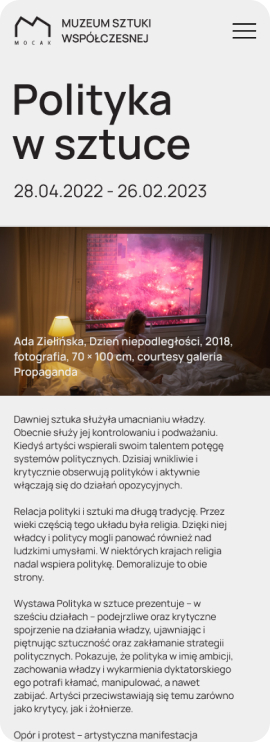 MUZEUM SZTUKI
WSPÓŁCZESNEJ
MOCAK
Polityka
w sztuce
28.04.2022 - 26.02.2023
Ada Zielińska, Dzień niepodległości, 2018,
fotografia, 70 × 100 cm, courtesy galeria
Propaganda
Dawniej sztuka służyła umacnianiu władzy.
Obecnie służy jej kontrolowaniu i podważaniu.
Kiedyś artyści wspierali swoim talentem potęgę
systemów politycznych. Dzisiaj wnikliwie i
krytycznie obserwują polityków i aktywnie
włączają się do działań opozycyjnych.
Relacja polityki i sztuki ma długą tradycję. Przez
wieki częścią tego układu była religia. Dzięki niej
władcy i politycy mogli panować również nad
ludzkimi umysłami. W niektórych krajach religia
nadal wspiera politykę. Demoralizuje to obie
strony.
Wystawa Polityka w sztuce prezentuje – w
sześciu działach – podejrzliwe oraz krytyczne
spojrzenie na działania władzy, ujawniając i
piętnując sztuczność oraz zakłamanie strategii
politycznych. Pokazuje, że polityka w imię ambicji,
zachowania władzy i wykarmienia dyktatorskiego
ego potrafi kłamać, manipulować, a nawet
zabijać. Artyści przeciwstawiają się temu zarówno
jako krytycy, jak i żołnierze.
Opór i protest – artystyczna manifestacja